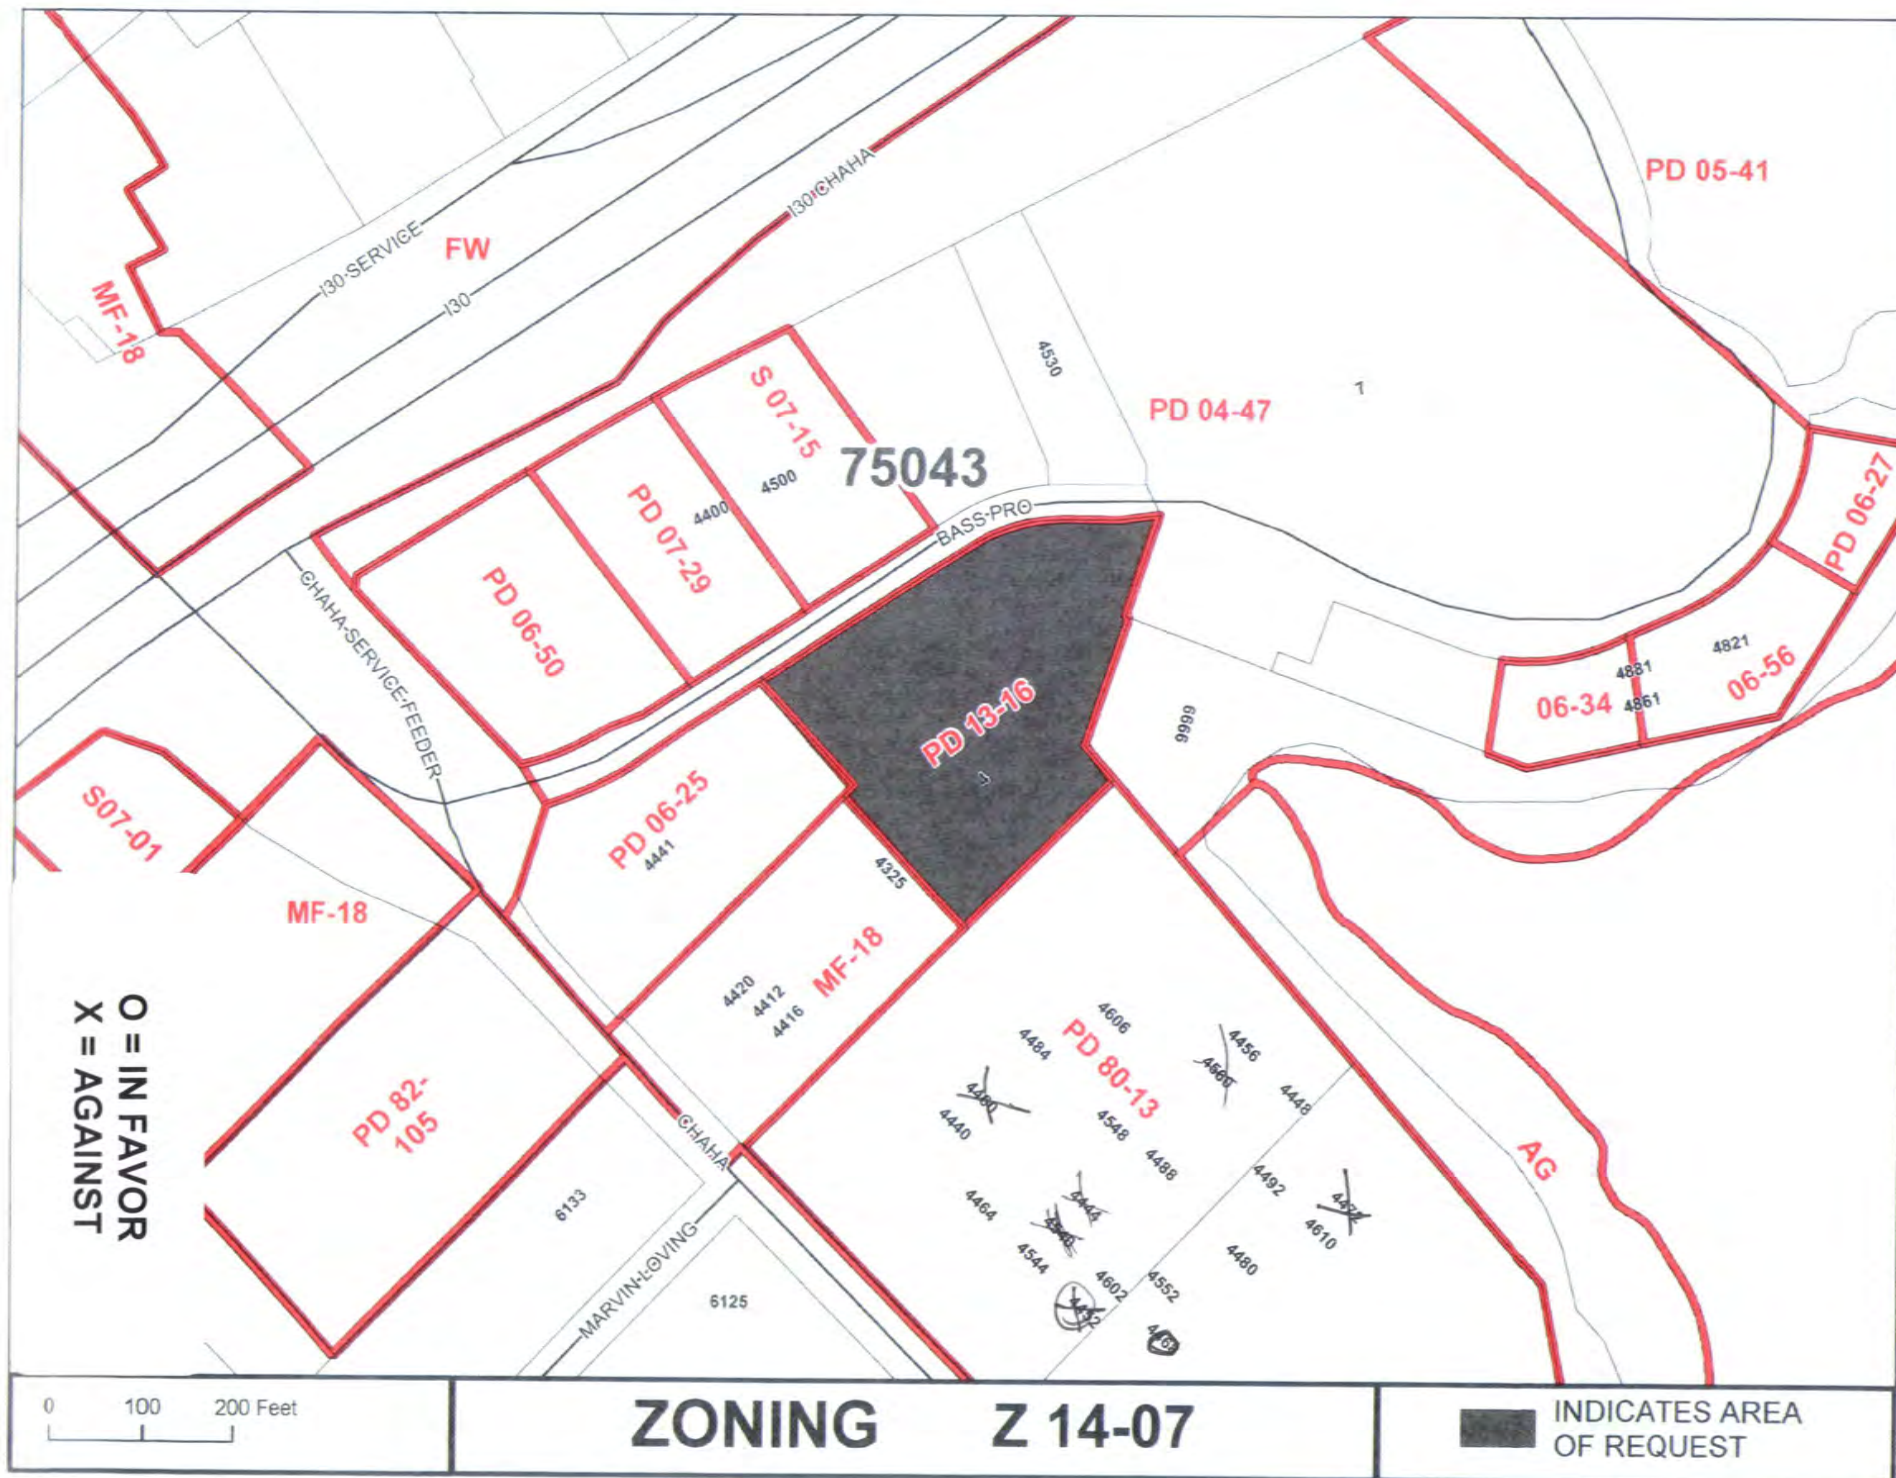 PD 05-41
I30-SERVICE
FW
I30
I30-CHAHA
MF-18
4530
7
PD 04-47
S 07-15
75043
4500
4400
PD 07-29
BASS-PRO
PD 06-27
PD 06-50
CHAHA-SERVICE-FEEDER
4821
4881
4861
06-56
06-34
PD 13-16
9999
S07-01
PD 06-25
4441
4325
MF-18
MF-18
4420
4412
4416
O = IN FAVOR
X = AGAINST
PD 82-
105
PD 80-13
4606
4484
4456
4448
4440
4548
4488
4492
4464
4444
4610
4544
4480
4602
4552
CHAHA
AG
6133
MARVIN-LOVING
6125
0 100 200 Feet
ZONING Z 14-07
INDICATES AREA
OF REQUEST